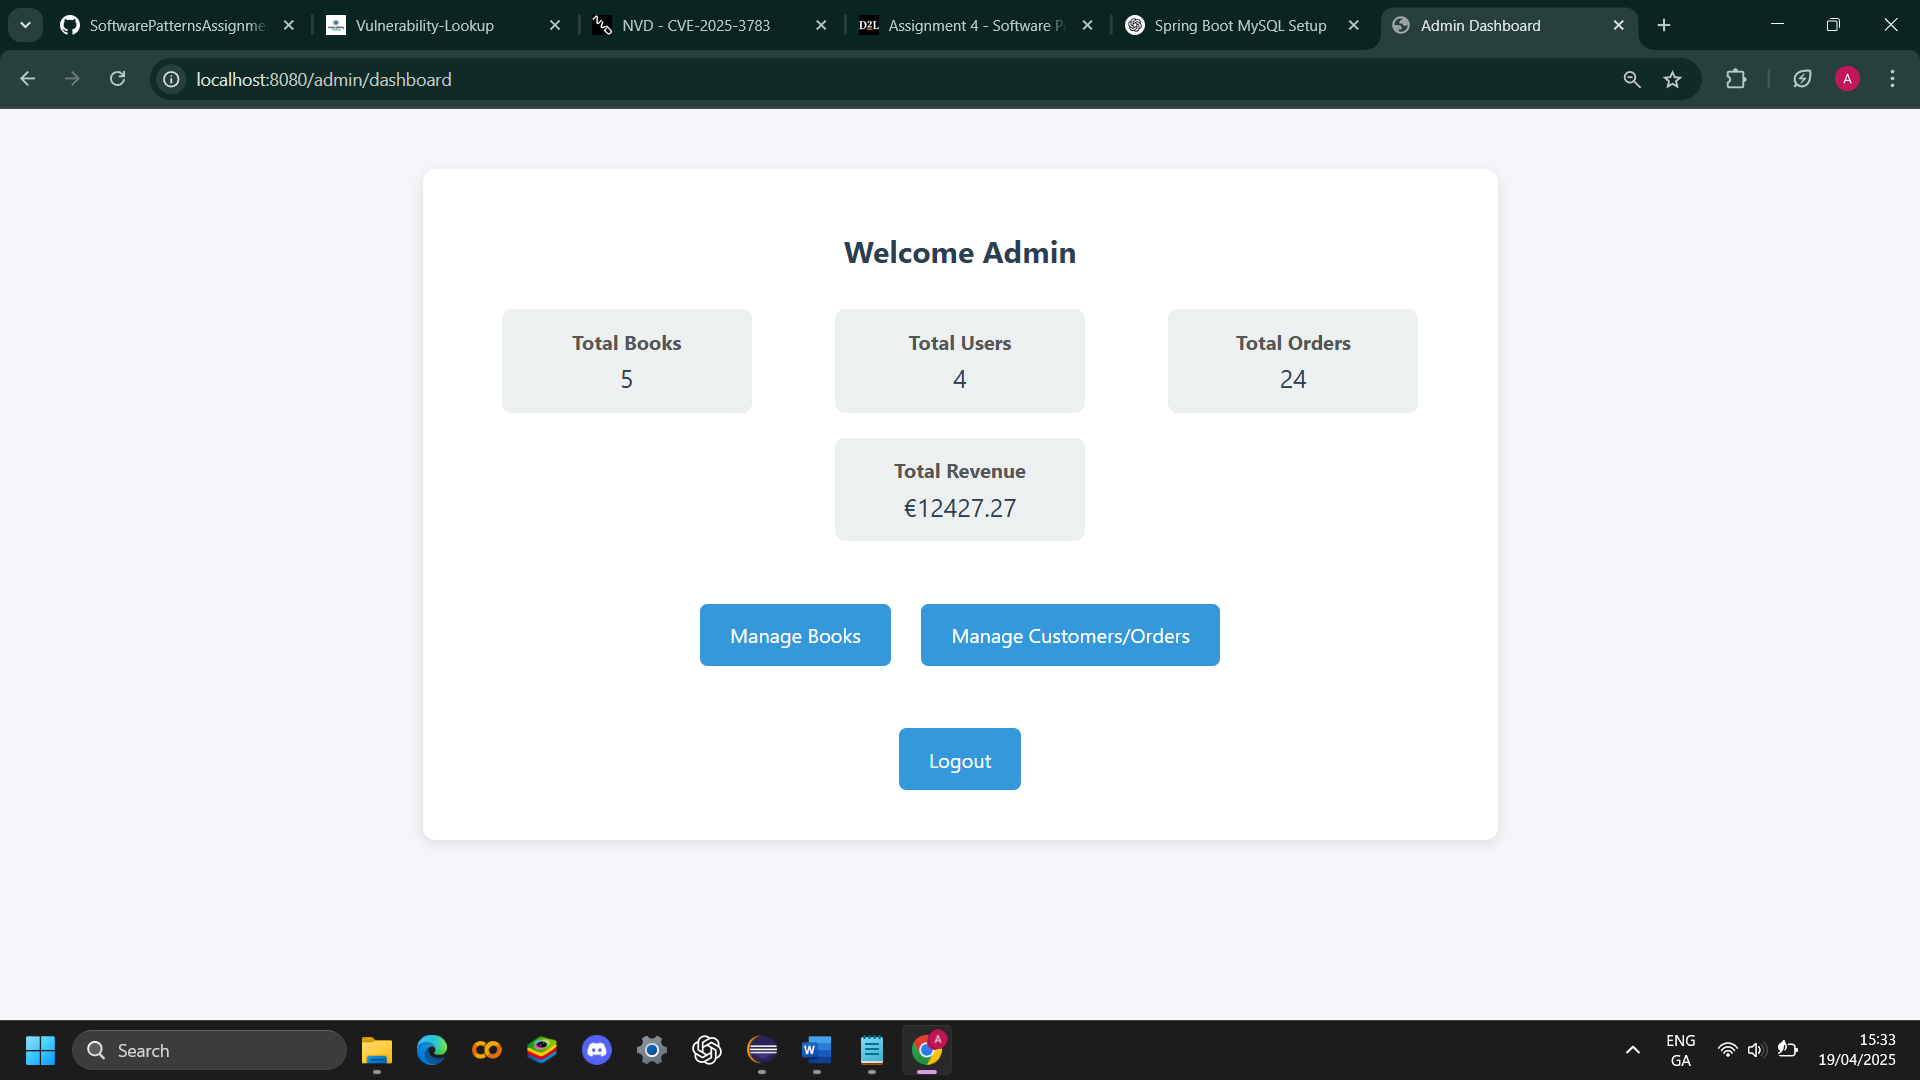 SoftwarePatternsAssignme
Vulnerability-Lookup
NVD - CVE-2025-3783
D2L
Assignment 4 - Software Pa
Spring Boot MySQL Setup
Admin Dashboard
localhost:8080/admin/dashboard
A
Welcome Admin
Total Books
5
Total Users
4
Total Orders
24
Total Revenue
€12427.27
Manage Books
Manage Customers/Orders
Logout
Search
W
A
ENG
GA
15:33
19/04/2025